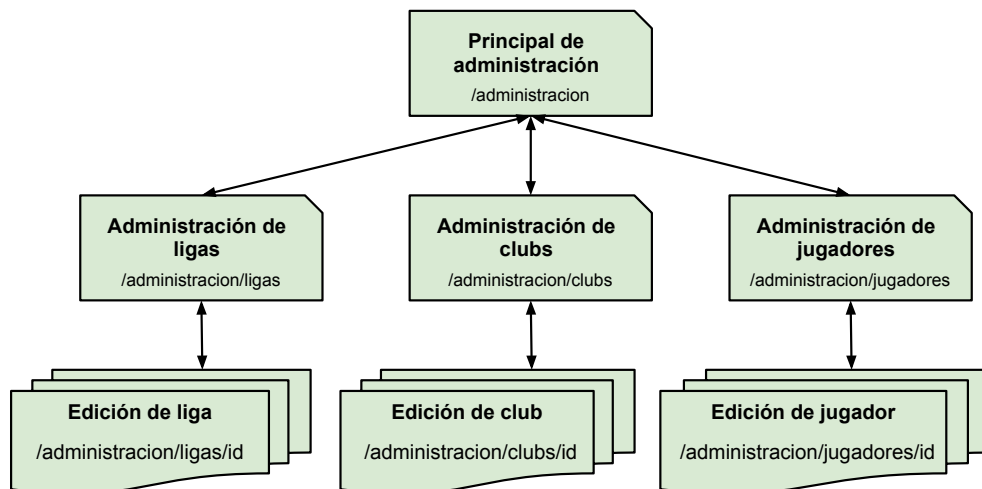 Principal de
administración
/administracion
Administración de
ligas
/administracion/ligas
Administración de
clubs
/administracion/clubs
Administración de
jugadores
/administracion/jugadores
Edición de liga
/administracion/ligas/id
Edición de club
/administracion/clubs/id
Edición de jugador
/administracion/jugadores/id